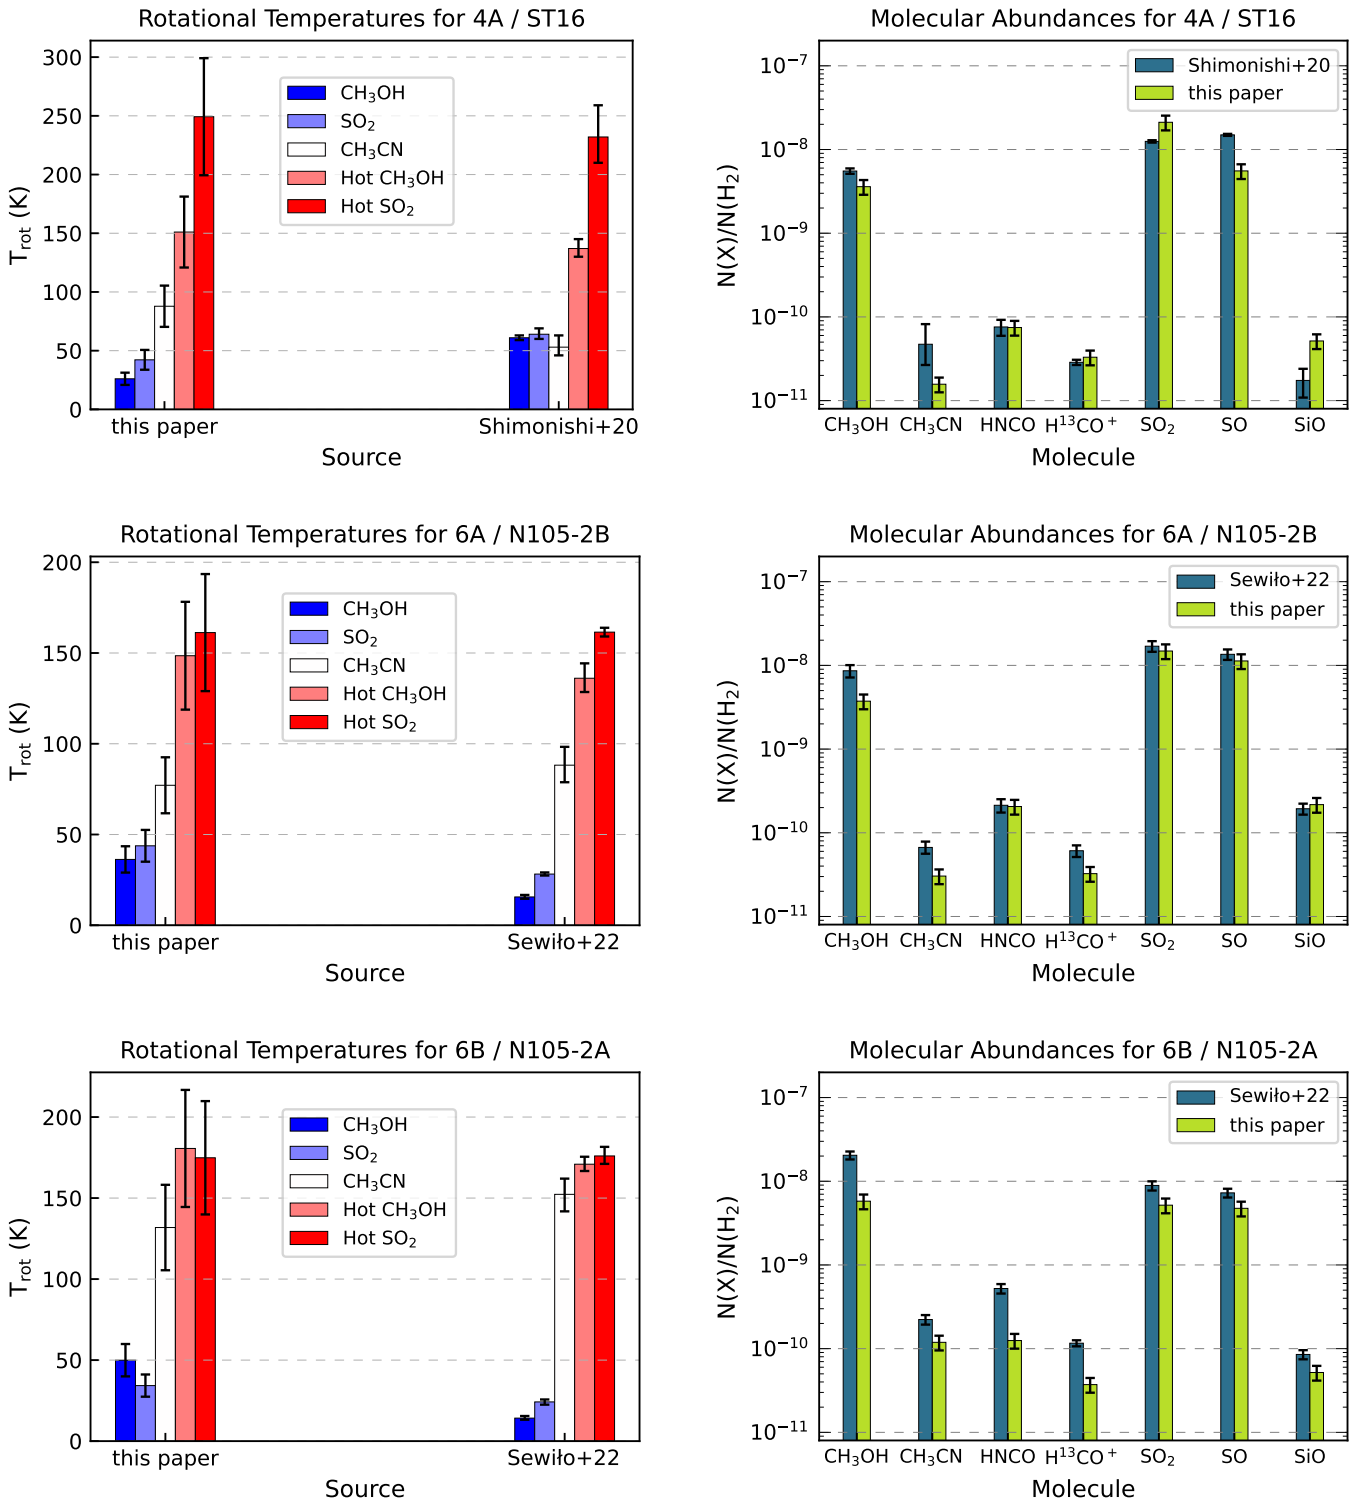 Rotational Temperatures for 4A / ST16
T_rot (K)
300
250
200
150
100
50
0
CH₃OH
SO₂
CH₃CN
Hot CH₃OH
Hot SO₂
this paper
Shimonishi+20
Source
Molecular Abundances for 4A / ST16
N(X)/N(H₂)
10⁻⁷
10⁻⁸
10⁻⁹
10⁻¹⁰
10⁻¹¹
Shimonishi+20
this paper
CH₃OH CH₃CN HNCO H¹³CO⁺ SO₂ SO SiO
Molecule
Rotational Temperatures for 6A / N105-2B
T_rot (K)
200
150
100
50
0
CH₃OH
SO₂
CH₃CN
Hot CH₃OH
Hot SO₂
this paper
Sewiło+22
Source
Molecular Abundances for 6A / N105-2B
N(X)/N(H₂)
10⁻⁷
10⁻⁸
10⁻⁹
10⁻¹⁰
10⁻¹¹
Sewiło+22
this paper
CH₃OH CH₃CN HNCO H¹³CO⁺ SO₂ SO SiO
Molecule
Rotational Temperatures for 6B / N105-2A
T_rot (K)
200
150
100
50
0
CH₃OH
SO₂
CH₃CN
Hot CH₃OH
Hot SO₂
this paper
Sewiło+22
Source
Molecular Abundances for 6B / N105-2A
N(X)/N(H₂)
10⁻⁷
10⁻⁸
10⁻⁹
10⁻¹⁰
10⁻¹¹
Sewiło+22
this paper
CH₃OH CH₃CN HNCO H¹³CO⁺ SO₂ SO SiO
Molecule